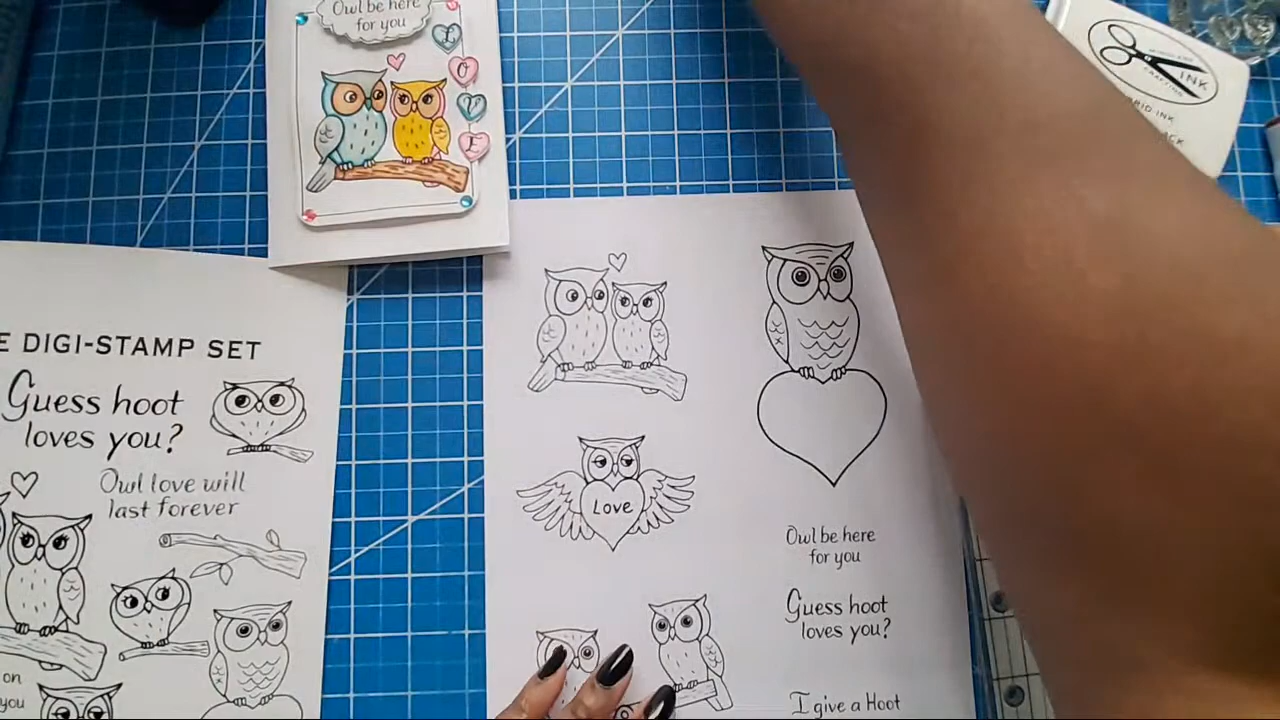 Owl be here
for you
L
O
V
E
INK
E DIGI-STAMP SET
Guess hoot
loves you?
Owl love will
last forever
on
you
Love
Owl be here
for you
Guess hoot
loves you?
I give a Hoot